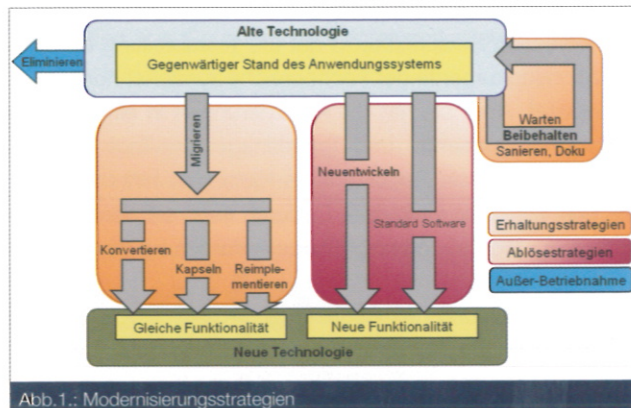 Alte Technologie
Eliminieren
Gegenwärtiger Stand des Anwendungssystems
Migrieren
Warten
Beibehalten
Sanieren, Doku
Neuentwickeln
Standard Software
Konvertieren
Kapseln
Reimple-
mentieren
Erhaltungsstrategien
Ablösestrategien
Außer-Betriebnahme
Gleiche Funktionalität
Neue Funktionalität
Neue Technologie
Abb.1.: Modernisierungsstrategien